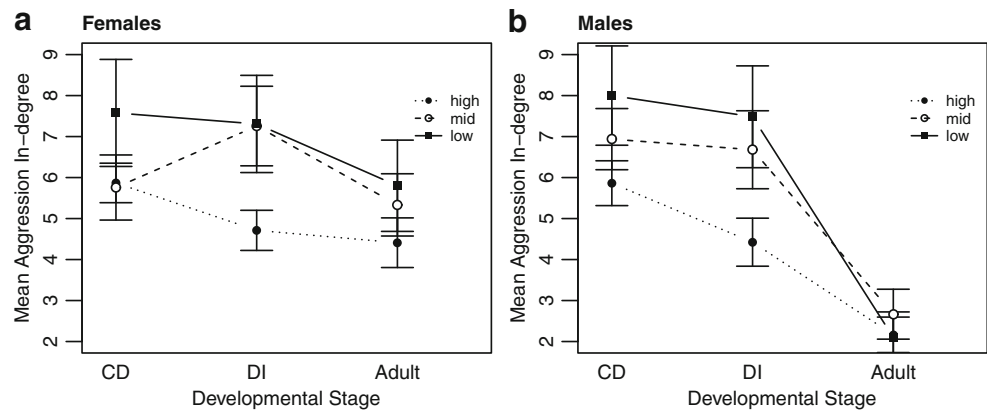 a Females
Mean Aggression In-degree
9
8
7
6
5
4
3
2
high
mid
low
CD DI Adult
Developmental Stage
b Males
Mean Aggression In-degree
9
8
7
6
5
4
3
2
high
mid
low
CD DI Adult
Developmental Stage